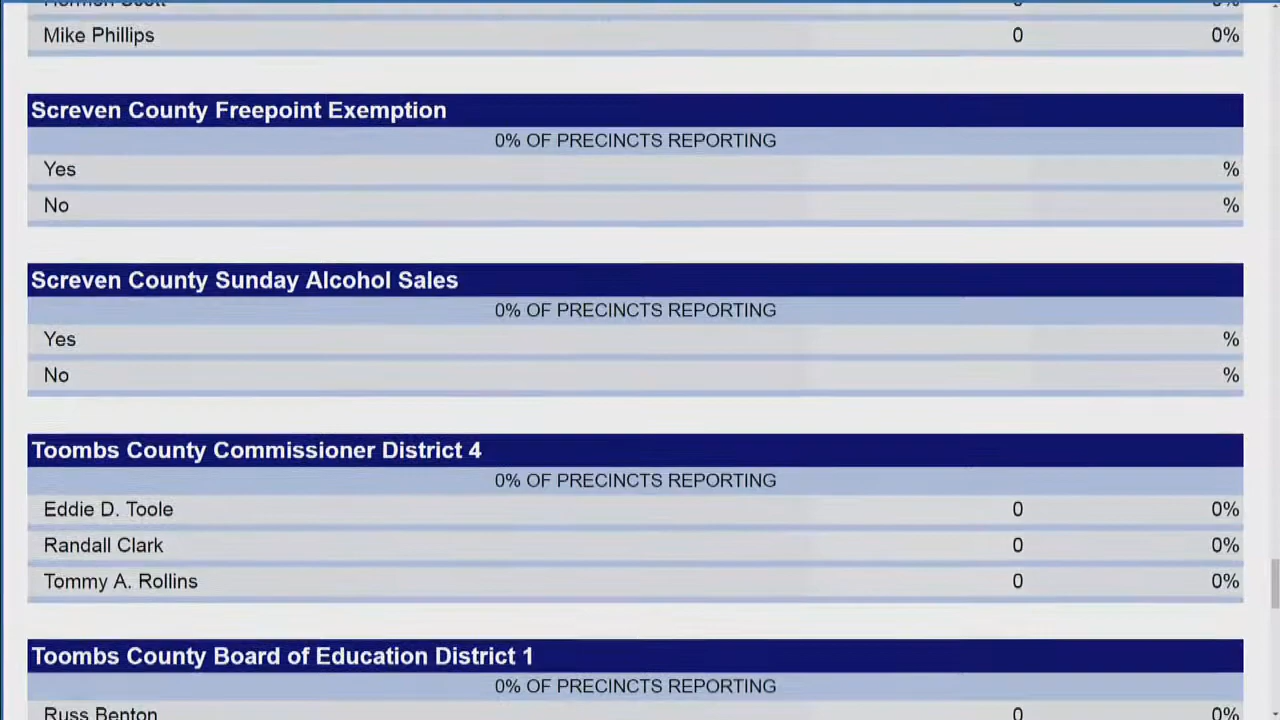 Mike Phillips 0 0%
Screven County Freepoint Exemption
0% OF PRECINCTS REPORTING
Yes %
No %
Screven County Sunday Alcohol Sales
0% OF PRECINCTS REPORTING
Yes %
No %
Toombs County Commissioner District 4
0% OF PRECINCTS REPORTING
Eddie D. Toole 0 0%
Randall Clark 0 0%
Tommy A. Rollins 0 0%
Toombs County Board of Education District 1
0% OF PRECINCTS REPORTING
Russ Benton 0 0%